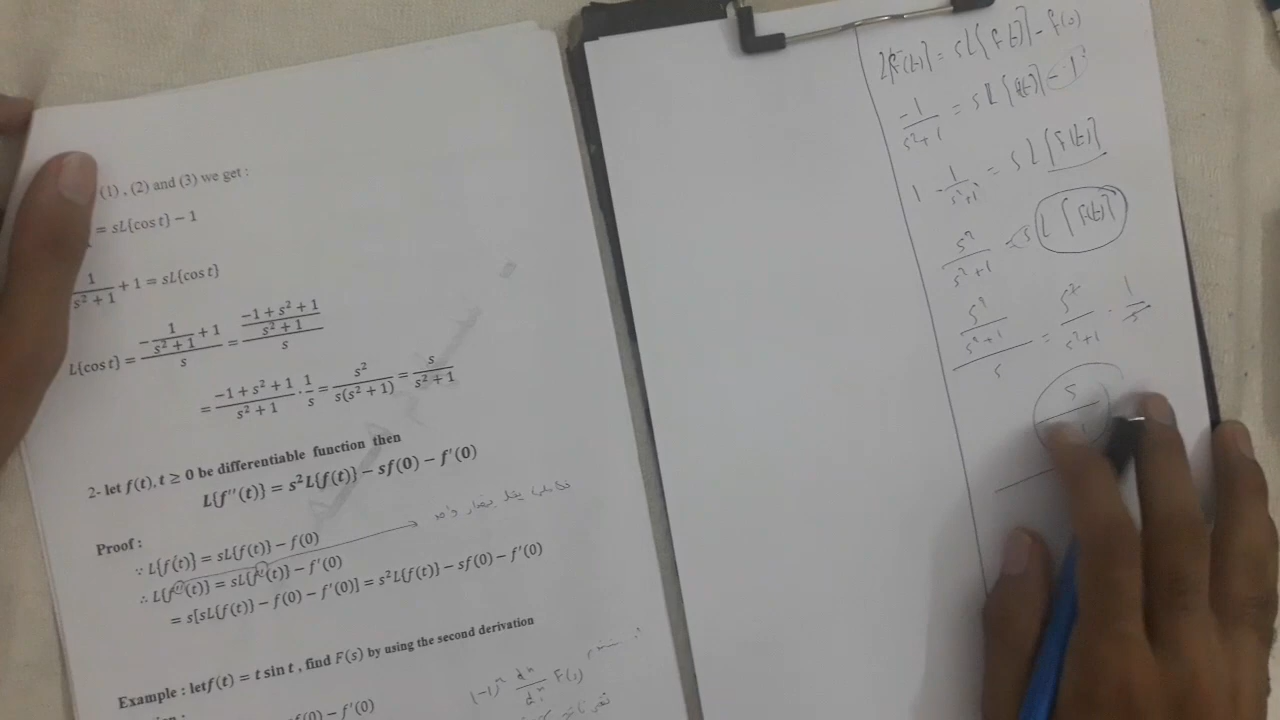 (1) , (2) and (3) we get :
= sL{cos t} − 1
1/(s² + 1) + 1 = sL{cos t}
L{cos t} = (−1/(s² + 1) + 1)/s = ((−1 + s² + 1)/(s² + 1))/s
= (−1 + s² + 1)/(s² + 1) · 1/s = s²/(s(s² + 1)) = s/(s² + 1)
2- let f(t), t ≥ 0 be differentiable function then
L{f′′(t)} = s²L{f(t)} − sf(0) − f′(0)
Proof :
∵ L{f′(t)} = sL{f(t)} − f(0)
∴ L{f′′(t)} = sL{f′(t)} − f′(0)
= s[sL{f(t)} − f(0) − f′(0)] = s²L{f(t)} − sf(0) − f′(0)
Example : letf(t) = t sin t , find F(s) by using the second derivation
f(0) − f′(0)
(−1)ⁿ dⁿ/dsⁿ F(s)
L{f′(t)} = sL{f(t)} − f(0)
−1/(s²+1) = sL{f(t)} − 1
1 − 1/(s²+1) = sL{f(t)}
s²/(s²+1) = s L{f(t)}
(s²/(s²+1))/s = s²/(s²+1) · 1/s
s